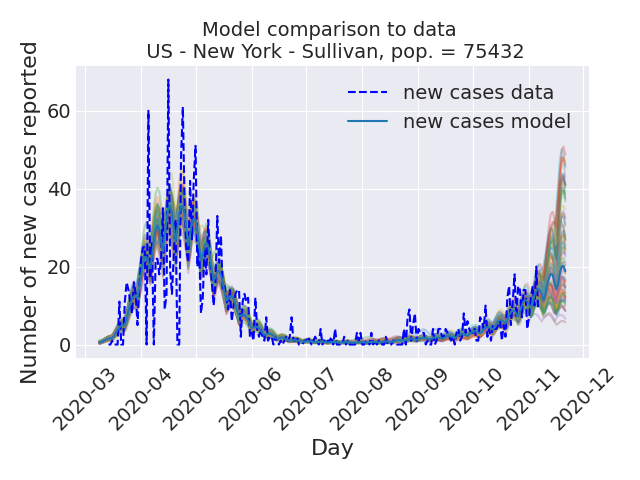 Model comparison to data
US - New York - Sullivan, pop. = 75432
Number of new cases reported
60
40
20
0
new cases data
new cases model
2020-03
2020-04
2020-05
2020-06
2020-07
2020-08
2020-09
2020-10
2020-11
2020-12
Day